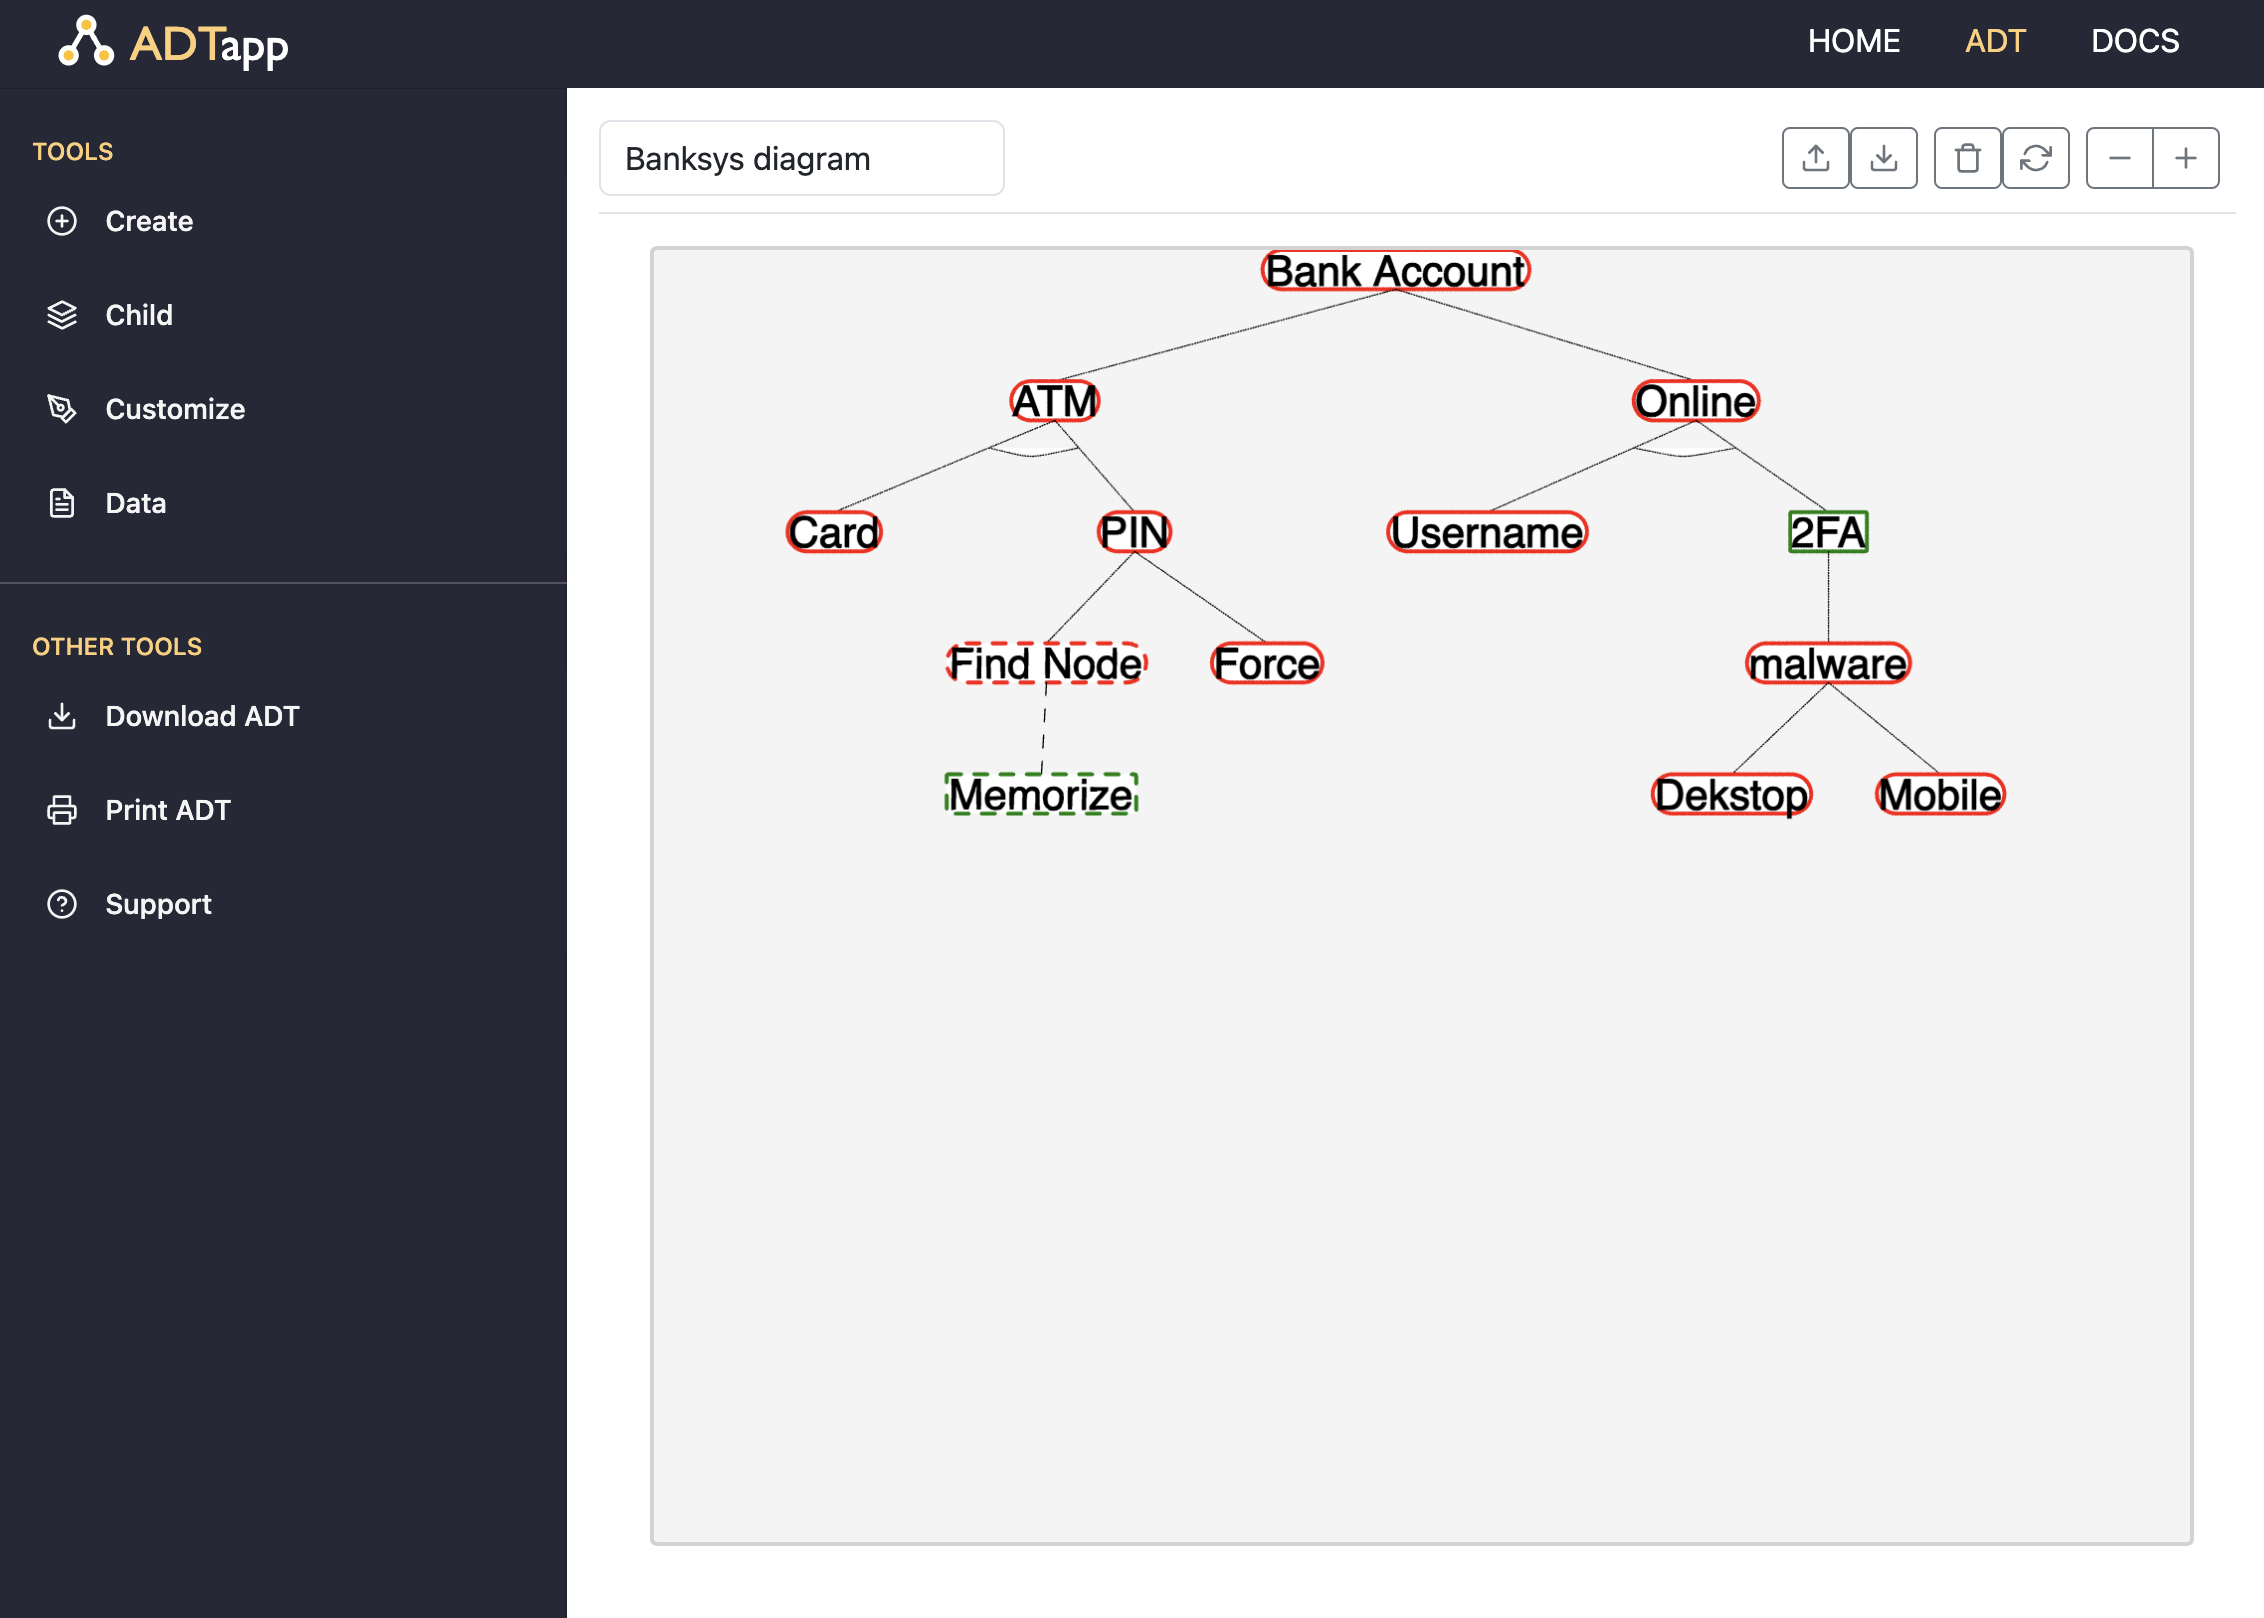 ADTapp
HOME ADT DOCS
TOOLS
Create
Child
Customize
Data
OTHER TOOLS
Download ADT
Print ADT
Support
Banksys diagram
Bank Account
ATM Online
Card PIN Username 2FA
Find Node Force malware
Memorize Dekstop Mobile